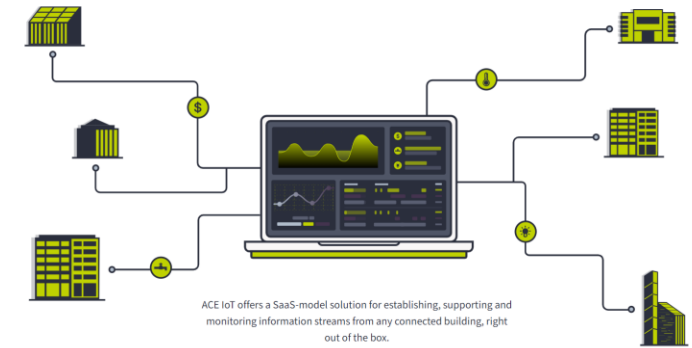 $
$
ACE IoT offers a SaaS-model solution for establishing, supporting and
monitoring information streams from any connected building, right
out of the box.